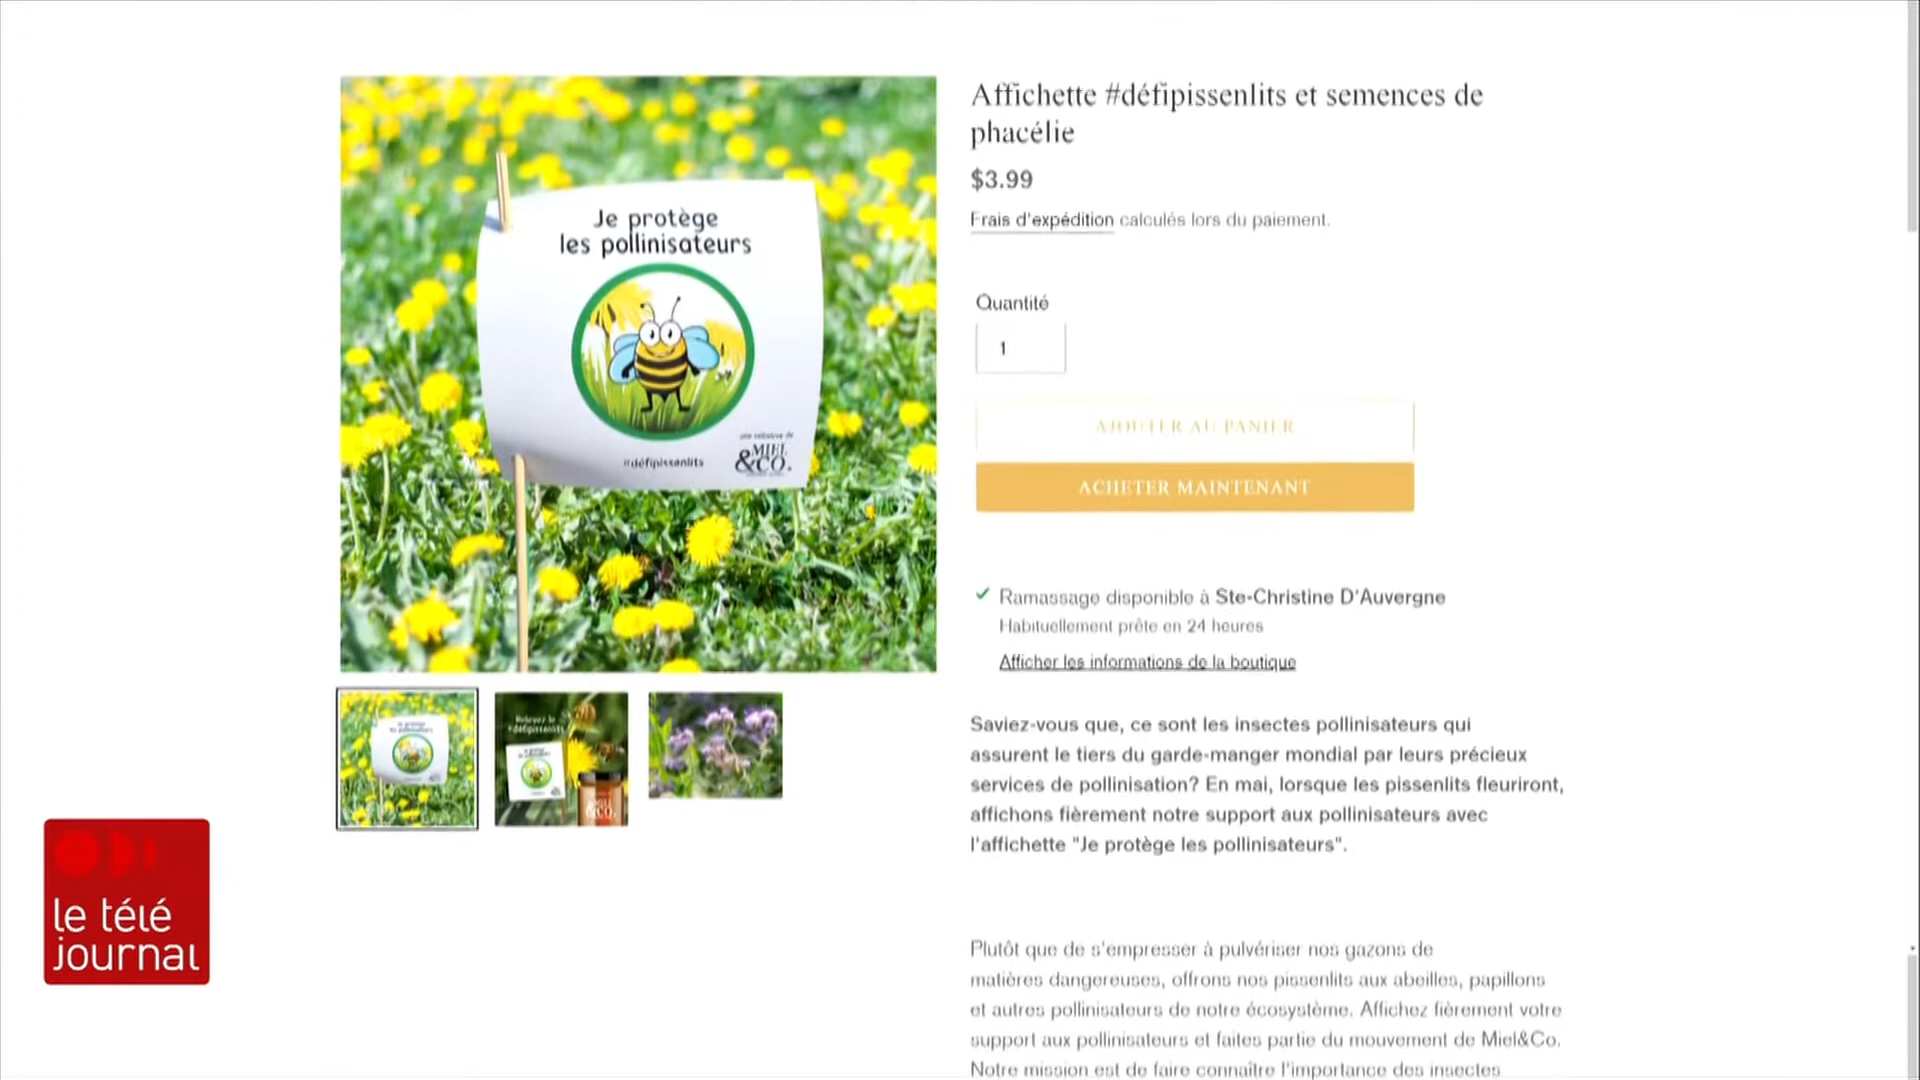 Je protège
les pollinisateurs
une initiative de
MIEL
&CO.
#défipissenlits
Affichette #défipissenlits et semences de
phacélie
$3.99
Frais d'expédition calculés lors du paiement.
Quantité
1
AJOUTER AU PANIER
ACHETER MAINTENANT
Ramassage disponible à Ste-Christine D'Auvergne
Habituellement prête en 24 heures
Afficher les informations de la boutique
Saviez-vous que, ce sont les insectes pollinisateurs qui
assurent le tiers du garde-manger mondial par leurs précieux
services de pollinisation? En mai, lorsque les pissenlits fleuriront,
affichons fièrement notre support aux pollinisateurs avec
l'affichette "Je protège les pollinisateurs".
Plutôt que de s'empresser à pulvériser nos gazons de
matières dangereuses, offrons nos pissenlits aux abeilles, papillons
et autres pollinisateurs de notre écosystème. Affichez fièrement votre
support aux pollinisateurs et faites partie du mouvement de Miel&Co.
Notre mission est de faire connaître l'importance des insectes
Relevez le
#défipissenlits
le télé
journal